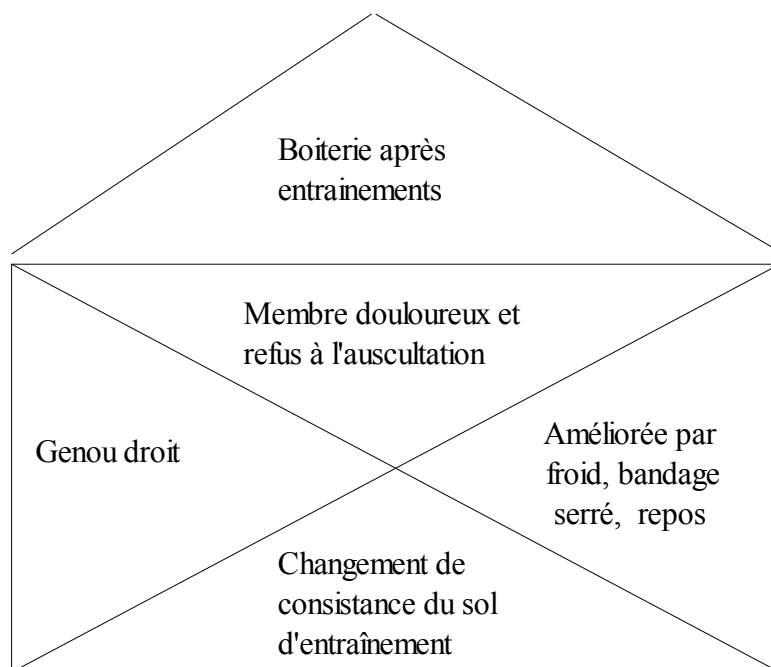 Boiterie après
entrainements
Membre douloureux et
refus à l'auscultation
Genou droit
Améliorée par
froid, bandage
serré, repos
Changement de
consistance du sol
d'entraînement